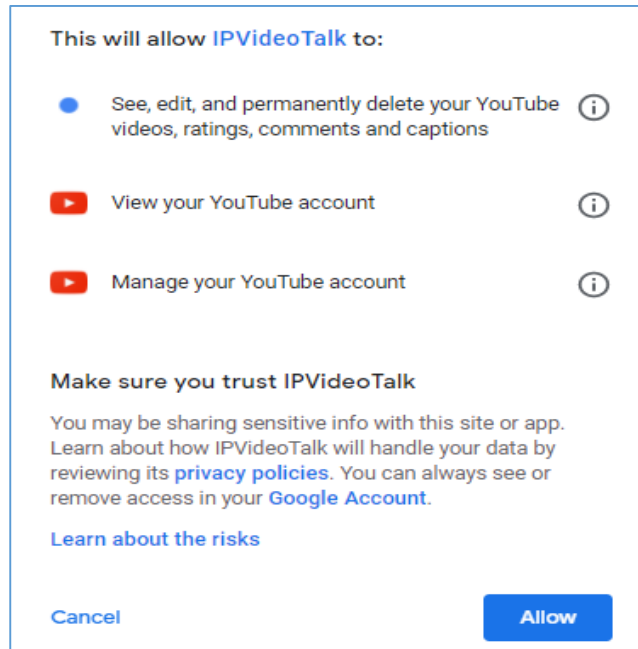 This will allow IPVideoTalk to:
See, edit, and permanently delete your YouTube
videos, ratings, comments and captions
View your YouTube account
Manage your YouTube account
Make sure you trust IPVideoTalk
You may be sharing sensitive info with this site or app.
Learn about how IPVideoTalk will handle your data by
reviewing its privacy policies. You can always see or
remove access in your Google Account.
Learn about the risks
Cancel
Allow